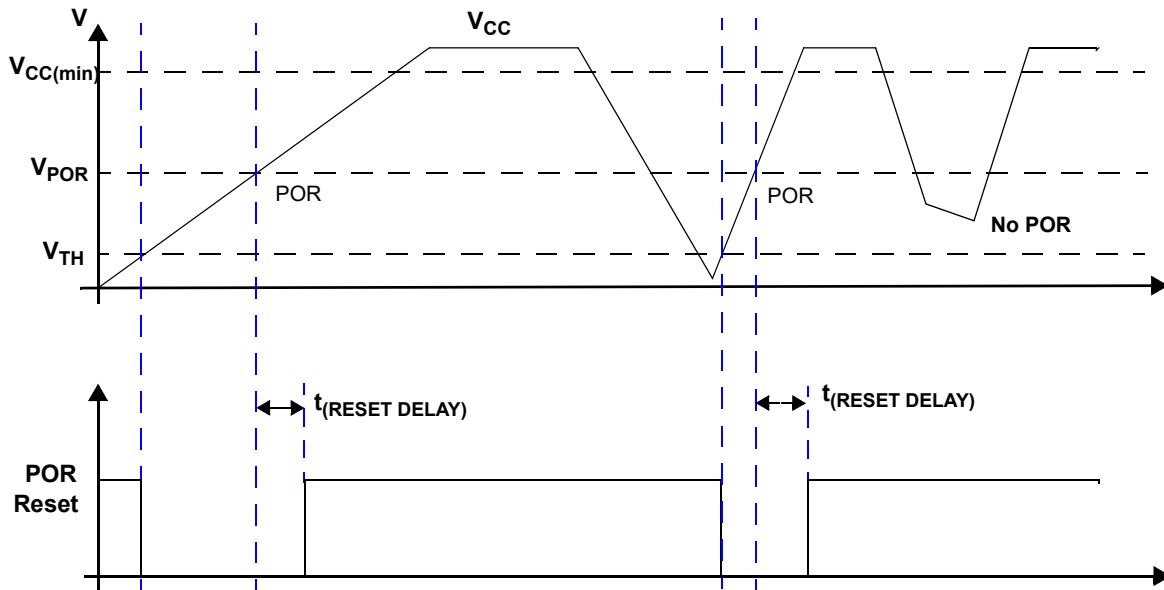 V
VCC
VCC(min)
VPOR
POR
POR
No POR
VTH
t(RESET DELAY)
t(RESET DELAY)
POR
Reset